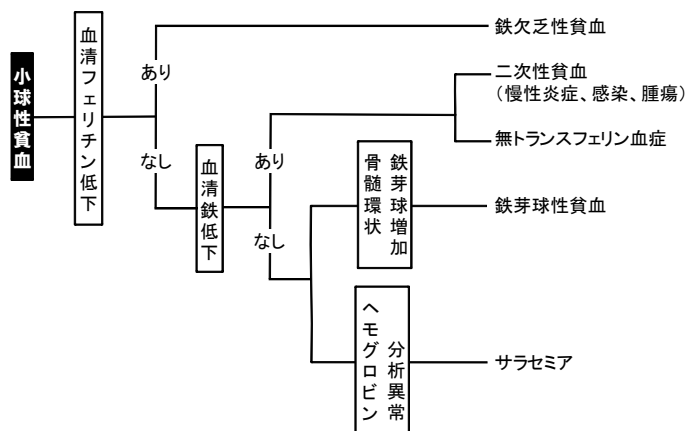 小球性貧血
血清フェリチン低下
あり
なし
鉄欠乏性貧血
血清鉄低下
あり
なし
二次性貧血
（慢性炎症、感染、腫瘍）
無トランスフェリン血症
骨髄環状
鉄芽球増加
鉄芽球性貧血
ヘモグロビン
分析異常
サラセミア